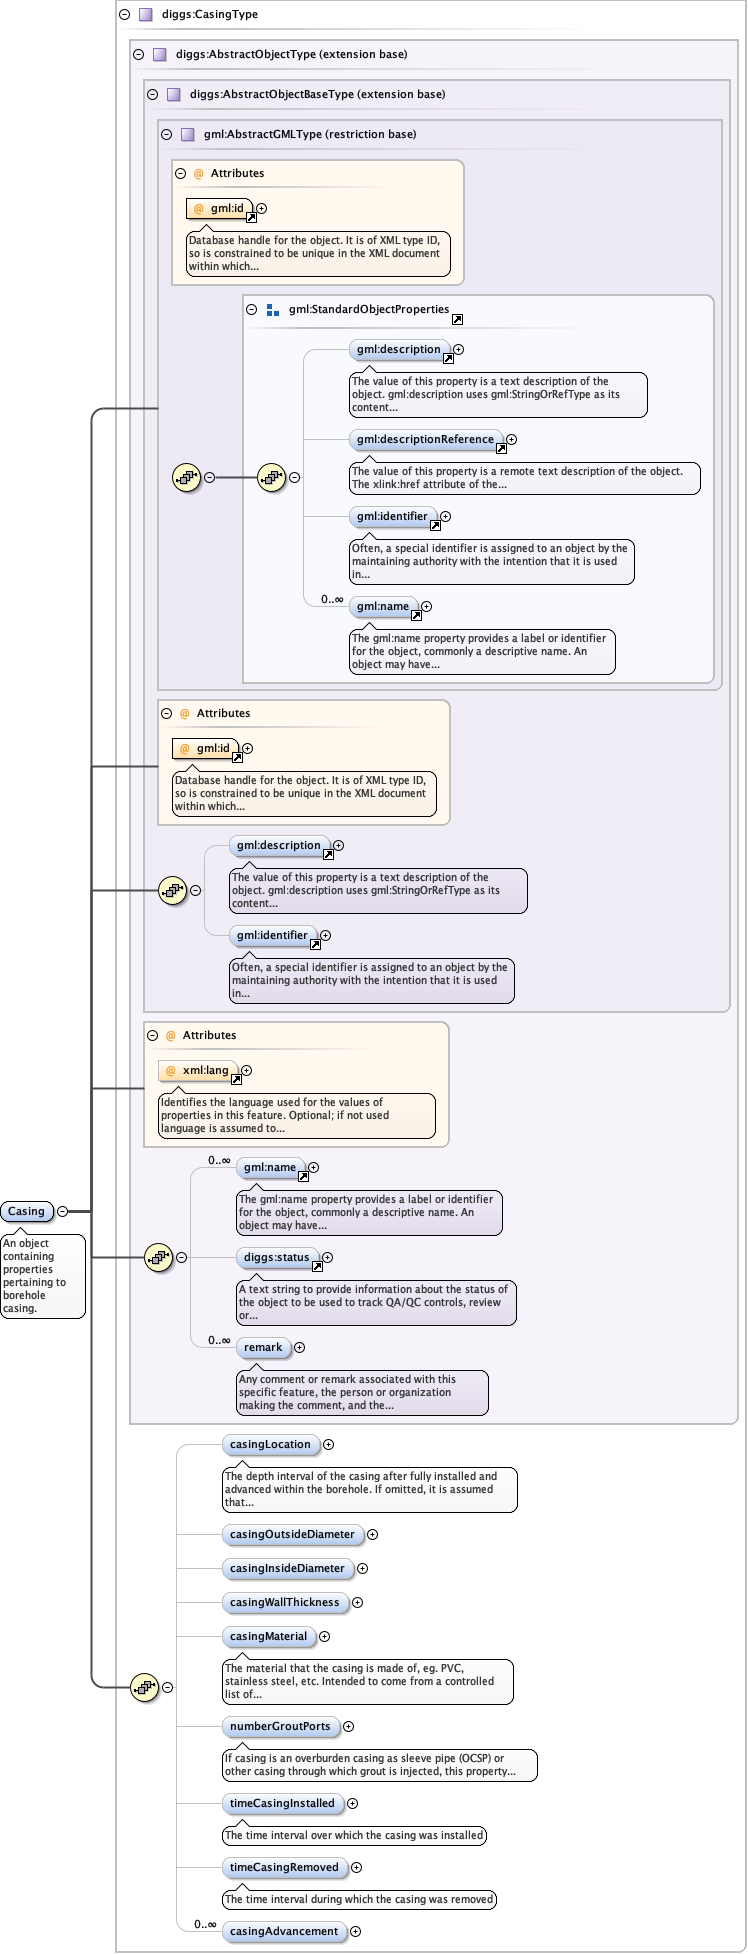 diggs:CasingType
diggs:AbstractObjectType (extension base)
diggs:AbstractObjectBaseType (extension base)
gml:AbstractGMLType (restriction base)
@ Attributes
@ gml:id
Database handle for the object. It is of XML type ID,
so is constrained to be unique in the XML document
within which...
gml:StandardObjectProperties
gml:description
The value of this property is a text description of the
object. gml:description uses gml:StringOrRefType as its
content...
gml:descriptionReference
The value of this property is a remote text description of the object.
The xlink:href attribute of the...
gml:identifier
Often, a special identifier is assigned to an object by the
maintaining authority with the intention that it is used
in...
0..∞
gml:name
The gml:name property provides a label or identifier
for the object, commonly a descriptive name. An
object may have...
@ Attributes
@ gml:id
Database handle for the object. It is of XML type ID,
so is constrained to be unique in the XML document
within which...
gml:description
The value of this property is a text description of the
object. gml:description uses gml:StringOrRefType as its
content...
gml:identifier
Often, a special identifier is assigned to an object by the
maintaining authority with the intention that it is used
in...
@ Attributes
@ xml:lang
Identifies the language used for the values of
properties in this feature. Optional; if not used
language is assumed to...
0..∞
gml:name
The gml:name property provides a label or identifier
for the object, commonly a descriptive name. An
object may have...
Casing
An object
containing
properties
pertaining to
borehole
casing.
diggs:status
A text string to provide information about the status of
the object to be used to track QA/QC controls, review
or...
0..∞
remark
Any comment or remark associated with this
specific feature, the person or organization
making the comment, and the...
casingLocation
The depth interval of the casing after fully installed and
advanced within the borehole. If omitted, it is assumed
that...
casingOutsideDiameter
casingInsideDiameter
casingWallThickness
casingMaterial
The material that the casing is made of, eg. PVC,
stainless steel, etc. Intended to come from a controlled
list of...
numberGroutPorts
If casing is an overburden casing as sleeve pipe (OCSP) or
other casing through which grout is injected, this property...
timeCasingInstalled
The time interval over which the casing was installed
timeCasingRemoved
The time interval during which the casing was removed
0..∞
casingAdvancement